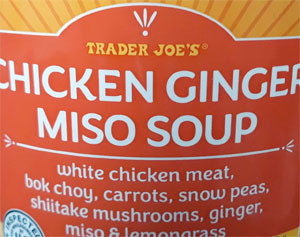 TRADER JOE'S®
CHICKEN GINGER
MISO SOUP
white chicken meat,
bok choy, carrots, snow peas,
shiitake mushrooms, ginger,
miso & lemongrass